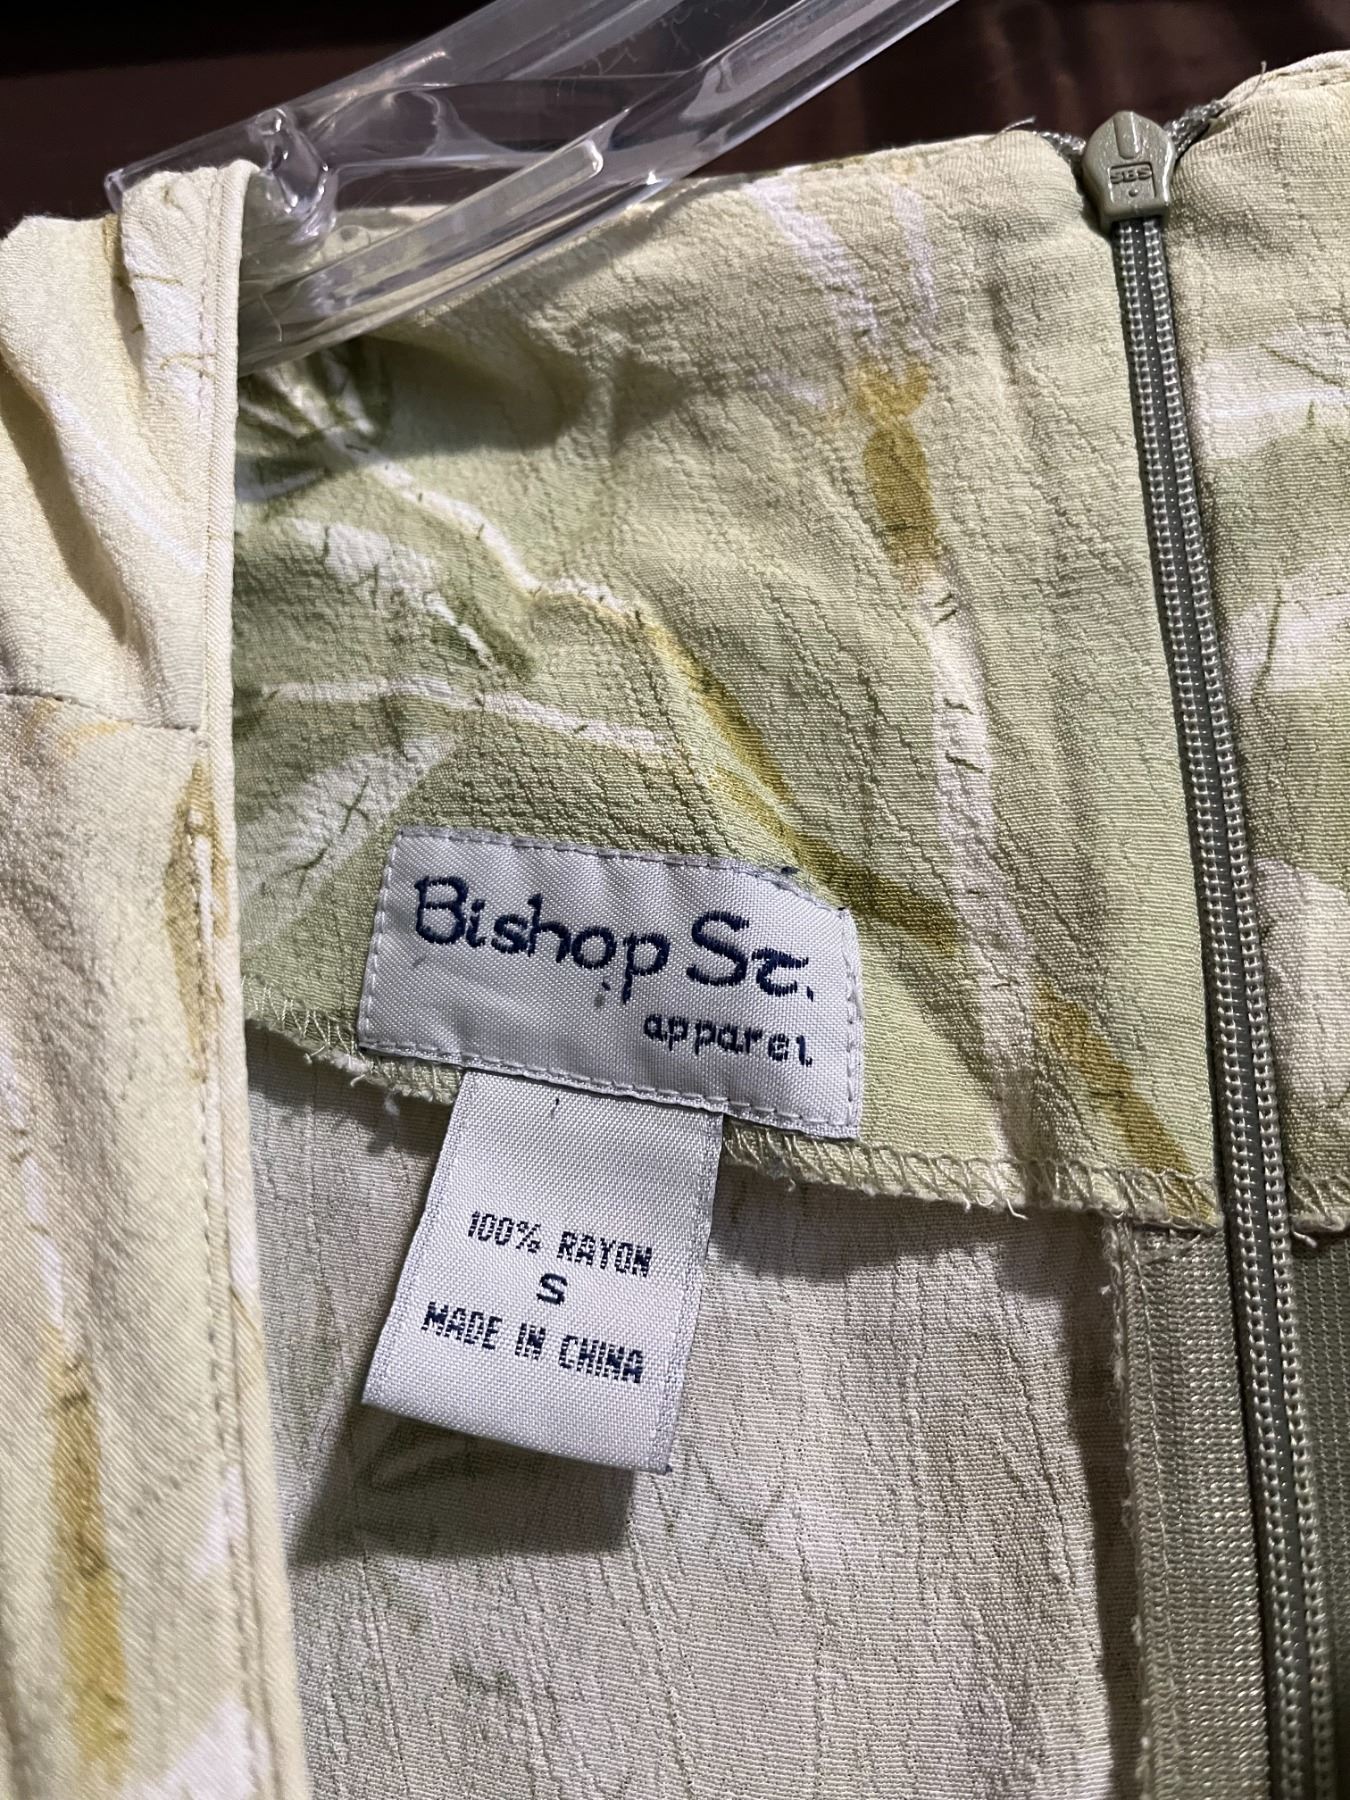 SBS
Bishop St.
apparel
100% RAYON
S
MADE IN CHINA